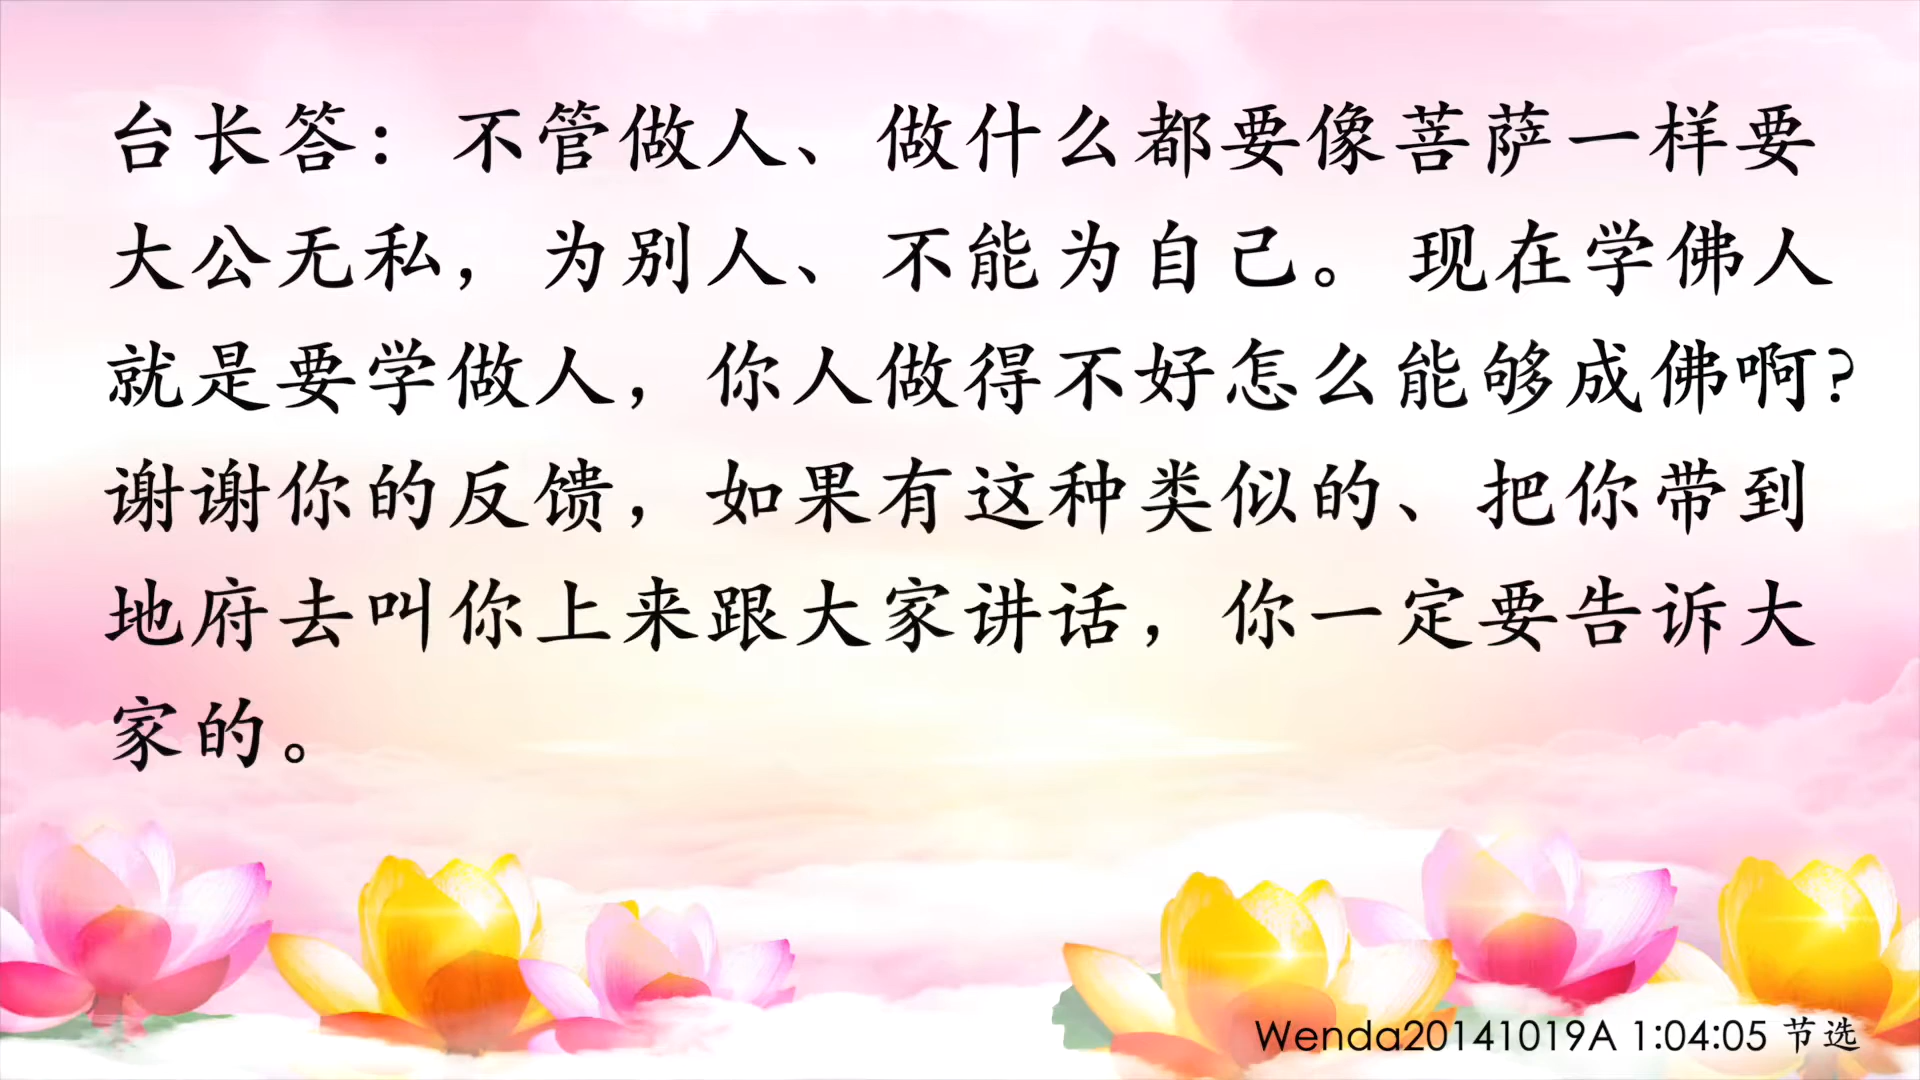 台长答：不管做人、做什么都要像菩萨一样要
大公无私，为别人、不能为自己。现在学佛人
就是要学做人，你人做得不好怎么能够成佛啊?
谢谢你的反馈，如果有这种类似的、把你带到
地府去叫你上来跟大家讲话，你一定要告诉大
家的。
Wenda20141019A 1:04:05 节选